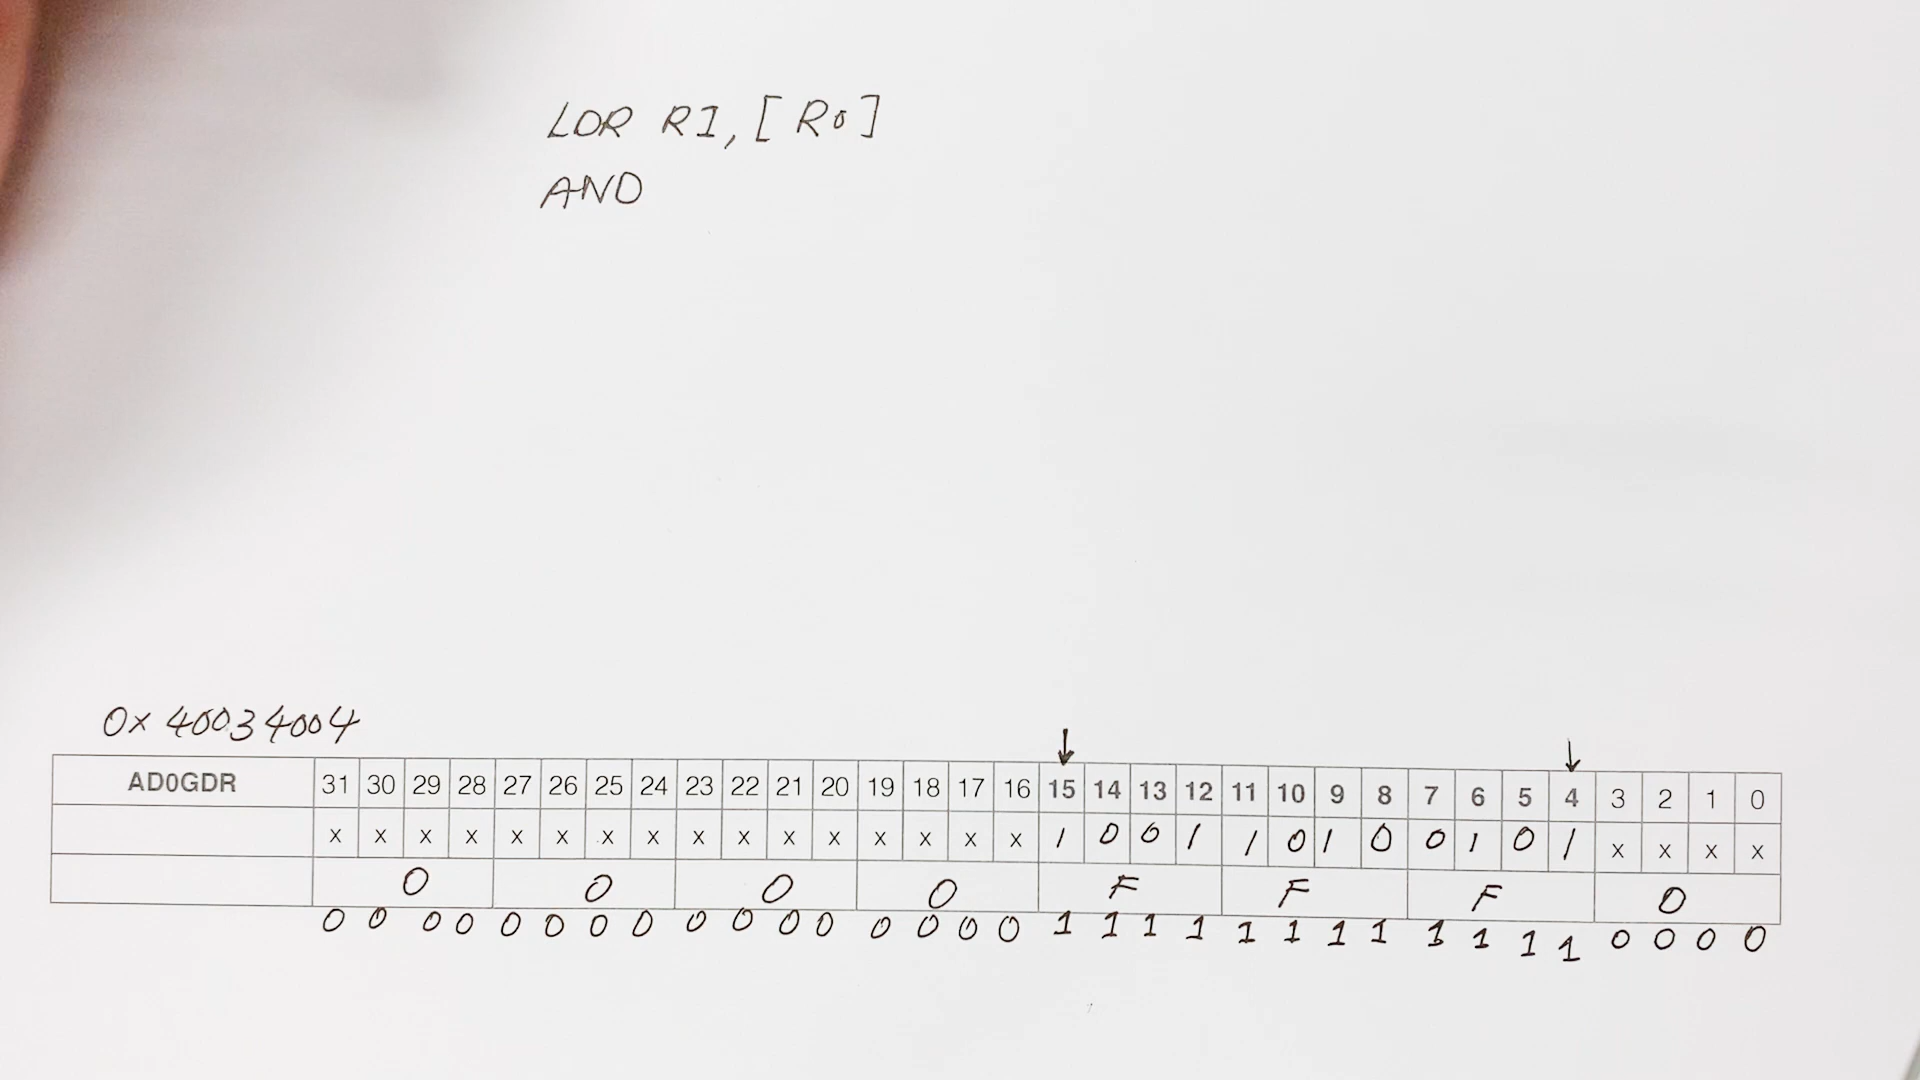 LDR R1, [R0]
AND
0x 40034004
↓ ↓
AD0GDR 31 30 29 28 27 26 25 24 23 22 21 20 19 18 17 16 15 14 13 12 11 10 9 8 7 6 5 4 3 2 1 0
x x x x x x x x x x x x x x x x 1 0 0 1 1 0 1 0 0 1 0 1 x x x x
0 0 0 0 F F F 0
0 0 0 0 0 0 0 0 0 0 0 0 0 0 0 0 1 1 1 1 1 1 1 1 1 1 1 1 0 0 0 0